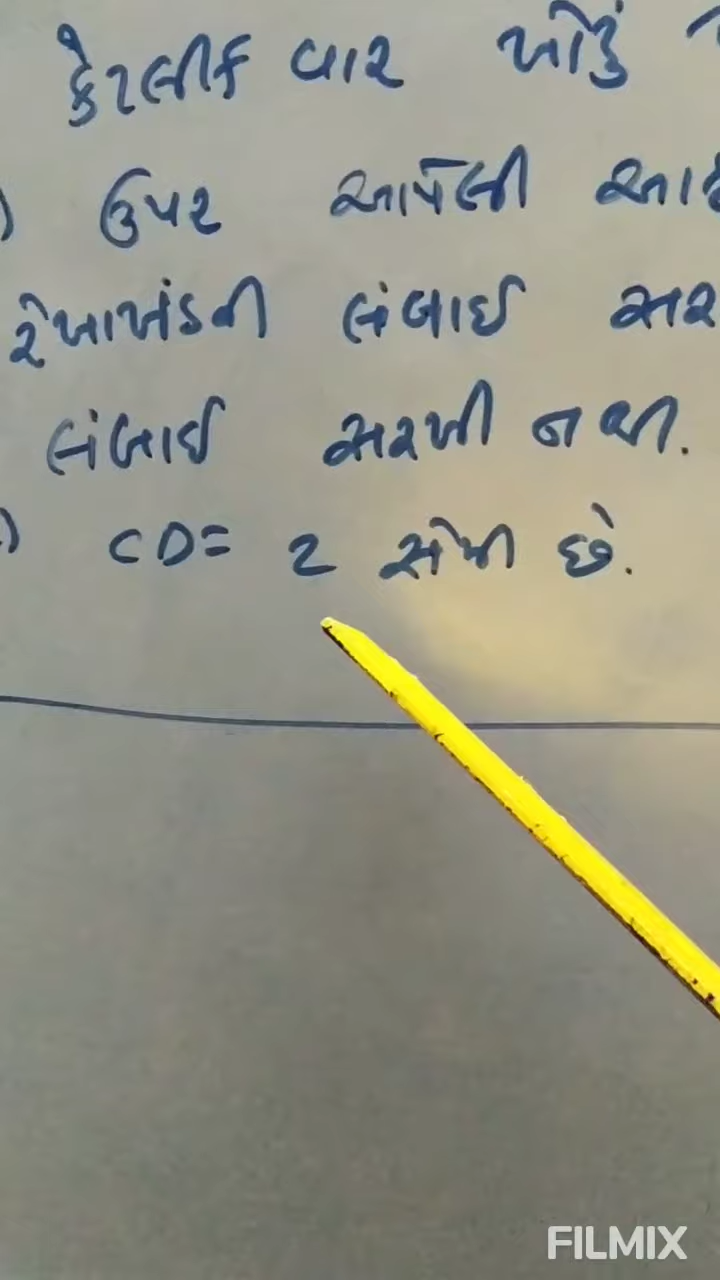 કેટલીક વાર ખોટું
) ઉપર આપેલી
રેખાખંડની લંબાઈ સર
લંબાઈ સરખી નથી.
) CD= 2 સેમી છે.
FILMIX